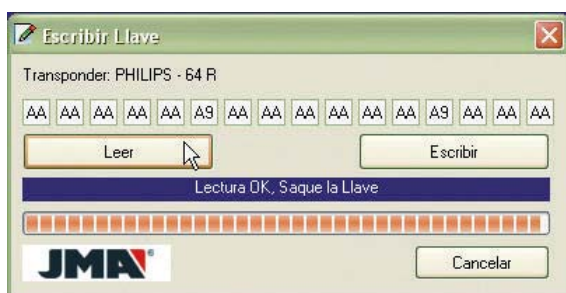 Escribir Llave
Transponder: PHILIPS - 64 R
AA AA AA AA AA A9 AA AA AA AA AA AA A9 AA AA AA
Leer Escribir
Lectura OK, Saque la Llave
JMA Cancelar